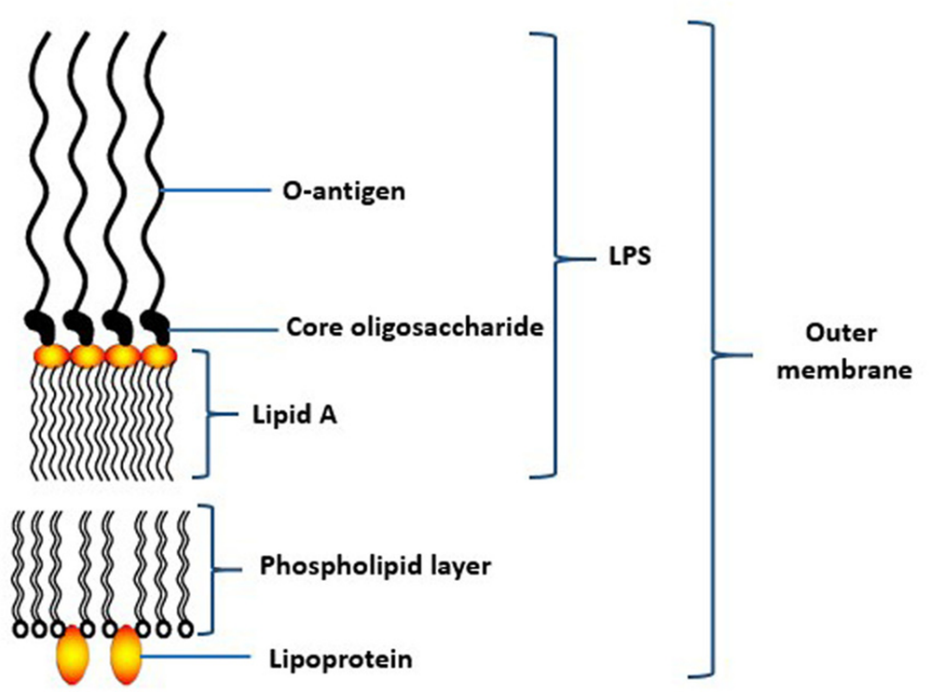 O-antigen
LPS
Core oligosaccharide
Outer
membrane
Lipid A
Phospholipid layer
Lipoprotein